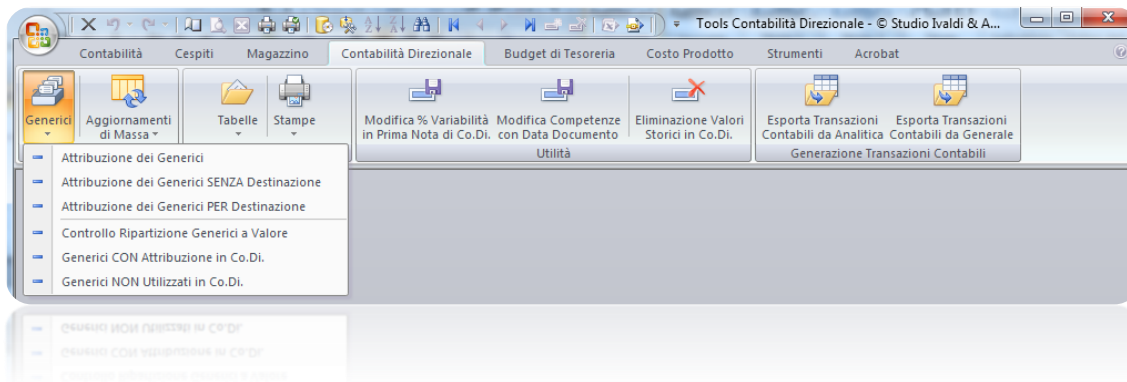 Tools Contabilità Direzionale - © Studio Ivaldi & A...
Contabilità Cespiti Magazzino Contabilità Direzionale Budget di Tesoreria Costo Prodotto Strumenti Acrobat
Generici
Aggiornamenti
di Massa
Tabelle
Stampe
Modifica % Variabilità
in Prima Nota di Co.Di.
Modifica Competenze
con Data Documento
Eliminazione Valori
Storici in Co.Di.
Utilità
Esporta Transazioni
Contabili da Analitica
Esporta Transazioni
Contabili da Generale
Generazione Transazioni Contabili
Attribuzione dei Generici
Attribuzione dei Generici SENZA Destinazione
Attribuzione dei Generici PER Destinazione
Controllo Ripartizione Generici a Valore
Generici CON Attribuzione in Co.Di.
Generici NON Utilizzati in Co.Di.